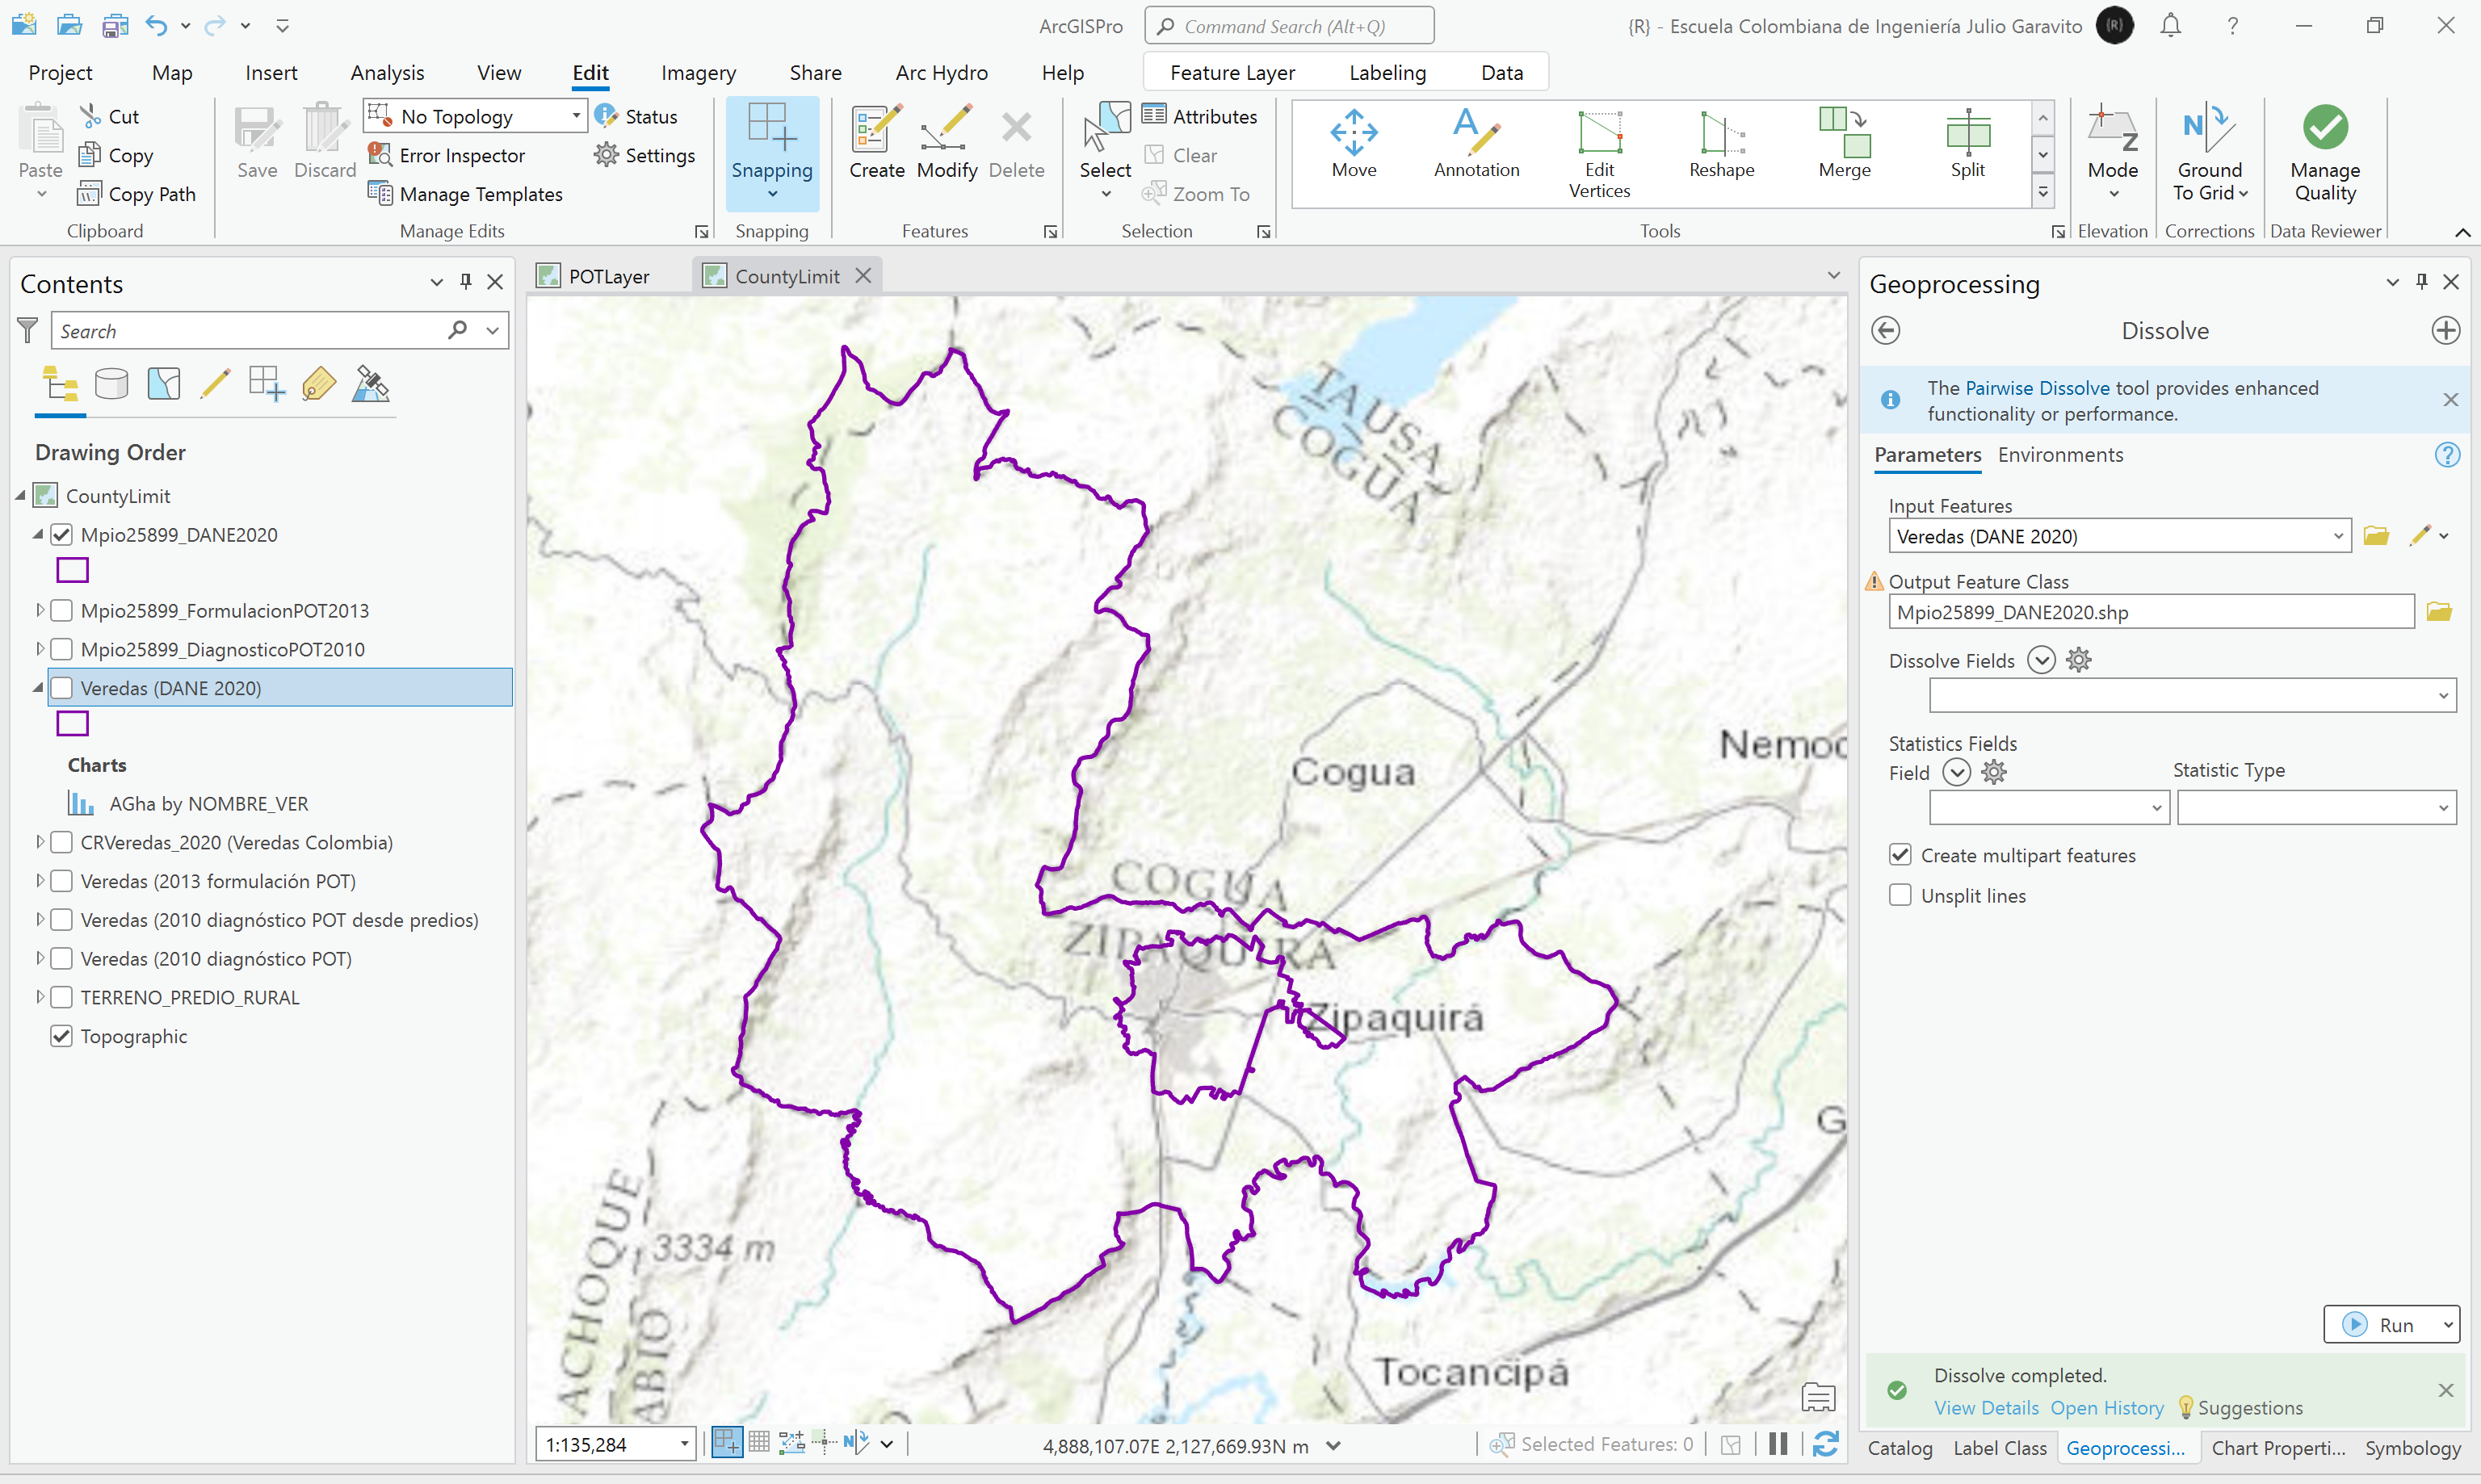 ArcGISPro
Command Search (Alt+Q)
{R} - Escuela Colombiana de Ingeniería Julio Garavito
{R}
?
Project
Map
Insert
Analysis
View
Edit
Imagery
Share
Arc Hydro
Help
Feature Layer
Labeling
Data
Paste
Cut
Copy
Copy Path
Clipboard
Save
Discard
No Topology
Error Inspector
Manage Templates
Status
Settings
Manage Edits
Snapping
Snapping
Create
Modify
Delete
Features
Select
Attributes
Clear
Zoom To
Selection
Move
Annotation
Edit
Vertices
Reshape
Merge
Split
Tools
Mode
Elevation
Ground
To Grid
Corrections
Manage
Quality
Data Reviewer
Contents
Search
Drawing Order
CountyLimit
Mpio25899_DANE2020
Mpio25899_FormulacionPOT2013
Mpio25899_DiagnosticoPOT2010
Veredas (DANE 2020)
Charts
AGha by NOMBRE_VER
CRVeredas_2020 (Veredas Colombia)
Veredas (2013 formulación POT)
Veredas (2010 diagnóstico POT desde predios)
Veredas (2010 diagnóstico POT)
TERRENO_PREDIO_RURAL
Topographic
POTLayer
CountyLimit
TAUSA
COGUA
Nemoc
Cogua
COGUA
ZIPAQUIRÁ
Zipaquirá
G
ACHOQUE
ABIO
3334 m
Tocancipá
1:135,284
4,888,107.07E 2,127,669.93N m
Selected Features: 0
Geoprocessing
Dissolve
The Pairwise Dissolve tool provides enhanced
functionality or performance.
Parameters
Environments
?
Input Features
Veredas (DANE 2020)
Output Feature Class
Mpio25899_DANE2020.shp
Dissolve Fields
Statistics Fields
Field
Statistic Type
Create multipart features
Unsplit lines
Run
Dissolve completed.
View Details
Open History
Suggestions
Catalog
Label Class
Geoprocessi...
Chart Properti...
Symbology